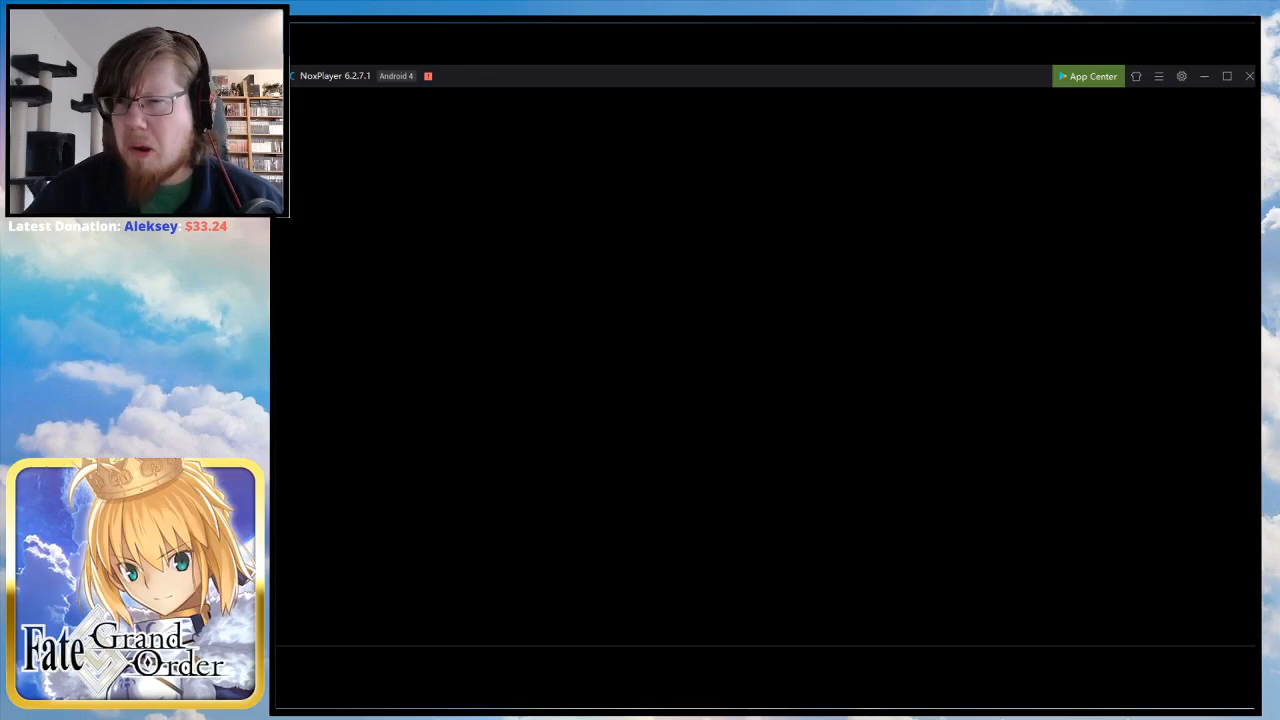 NoxPlayer 6.2.7.1 Android 4
App Center
Latest Donation: Aleksey: $33.24
Fate Grand
Order